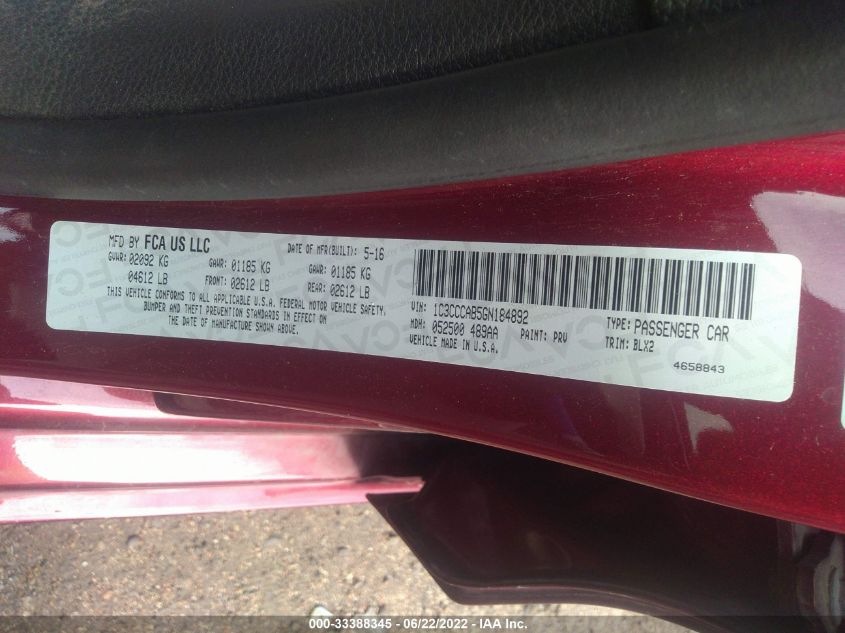 MFD BY FCA US LLC
DATE OF MFR(BUILT): 5-16
GVWR: 02092 KG GAWR: 01185 KG GAWR: 01185 KG
04612 LB FRONT: 02612 LB REAR: 02612 LB
THIS VEHICLE CONFORMS TO ALL APPLICABLE U.S.A. FEDERAL MOTOR VEHICLE SAFETY,
BUMPER AND THEFT PREVENTION STANDARDS IN EFFECT ON
THE DATE OF MANUFACTURE SHOWN ABOVE.
VIN: 1C3CCCAB5GN184892
TYPE: PASSENGER CAR
MDH: 052500 489AA PAINT: PRV
TRIM: BLX2
VEHICLE MADE IN U.S.A.
4658843
000-33388345 - 06/22/2022 - IAA Inc.